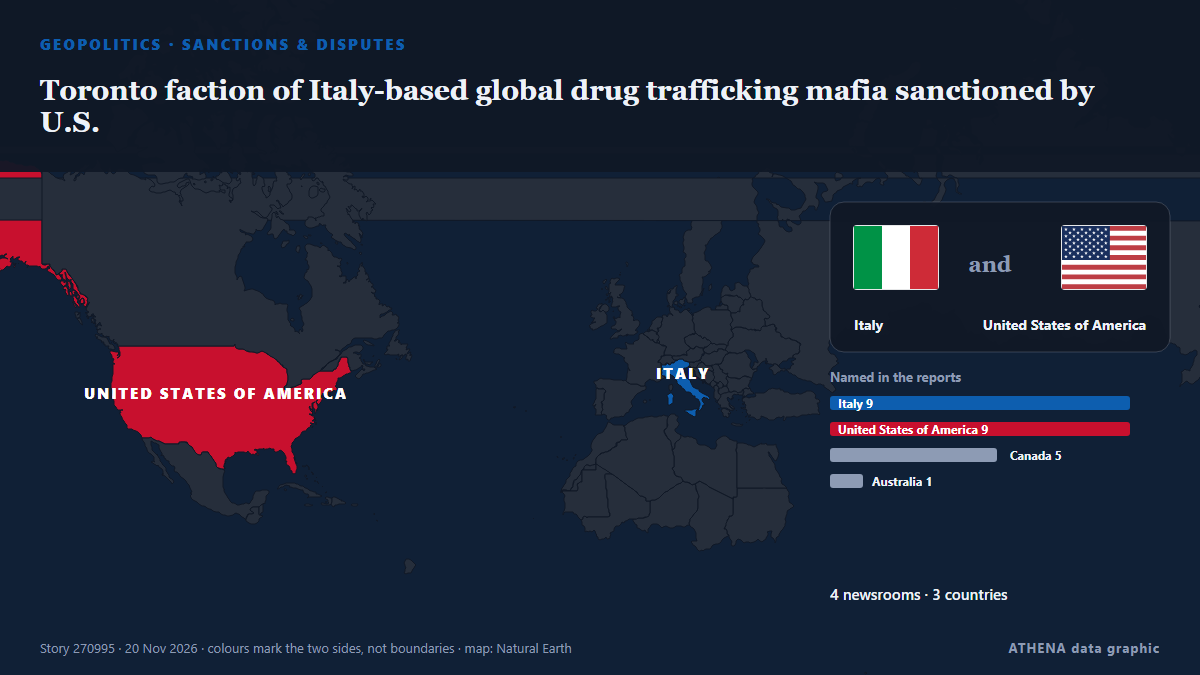 GEOPOLITICS · SANCTIONS & DISPUTES
Toronto faction of Italy-based global drug trafficking mafia sanctioned by
U.S.
and
Italy
United States of America
UNITED STATES OF AMERICA
ITALY
Named in the reports
Italy 9
United States of America 9
Canada 5
Australia 1
4 newsrooms · 3 countries
Story 270995 · 20 Nov 2026 · colours mark the two sides, not boundaries · map: Natural Earth
ATHENA data graphic